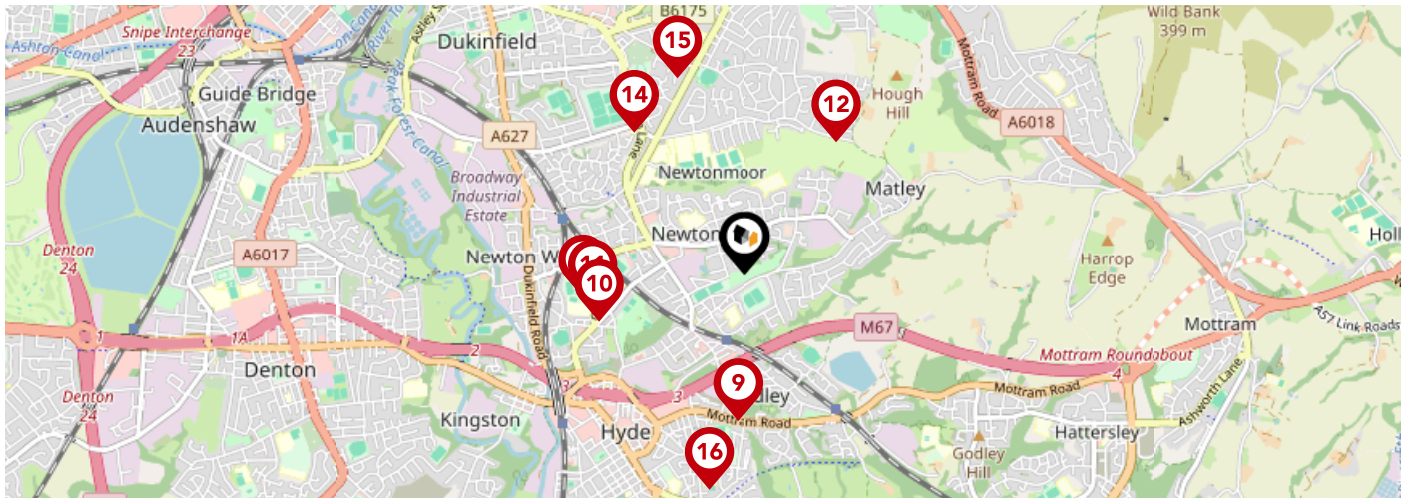 B6175
Wild Bank
399 m
Snipe Interchange
23
Ashton Canal
Dukinfield
15
Mottram Road
Guide Bridge
14
12
Hough
Hill
Audenshaw
A627
A6018
Lane
Broadway
Industrial
Estate
Newtonmoor
Matley
Denton
24
A6017
Newton
Newton W
Harrop
Edge
Holl
10
Dukinfield Road
M67
A57 Link Roads
Mottram
1
1A
2
3
Mottram Roundabout
4
Denton
Denton
24
9
dley
3
Mottram Road
Mottram Road
Ashworth Lane
Kingston
Hyde
Hattersley
16
Godley
Hill